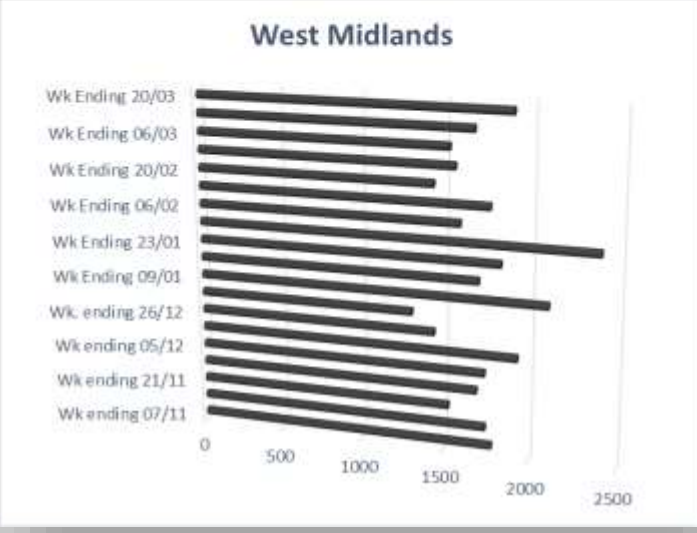 West Midlands
Wk Ending 20/03
Wk Ending 06/03
Wk Ending 20/02
Wk Ending 06/02
Wk Ending 23/01
Wk Ending 09/01
Wk. ending 26/12
Wk ending 05/12
Wk ending 21/11
Wk ending 07/11
0
500
1000
1500
2000
2500